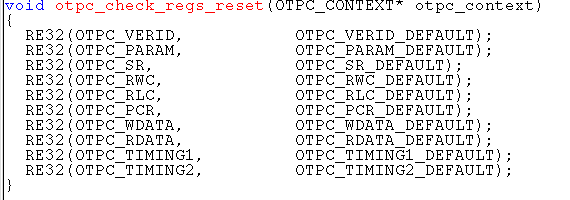 void otpc_check_regs_reset(OTPC_CONTEXT* otpc_context)
{
RE32(OTPC_VERID, OTPC_VERID_DEFAULT);
RE32(OTPC_PARAM, OTPC_PARAM_DEFAULT);
RE32(OTPC_SR, OTPC_SR_DEFAULT);
RE32(OTPC_RWC, OTPC_RWC_DEFAULT);
RE32(OTPC_RLC, OTPC_RLC_DEFAULT);
RE32(OTPC_PCR, OTPC_PCR_DEFAULT);
RE32(OTPC_WDATA, OTPC_WDATA_DEFAULT);
RE32(OTPC_RDATA, OTPC_RDATA_DEFAULT);
RE32(OTPC_TIMING1, OTPC_TIMING1_DEFAULT);
RE32(OTPC_TIMING2, OTPC_TIMING2_DEFAULT);
}